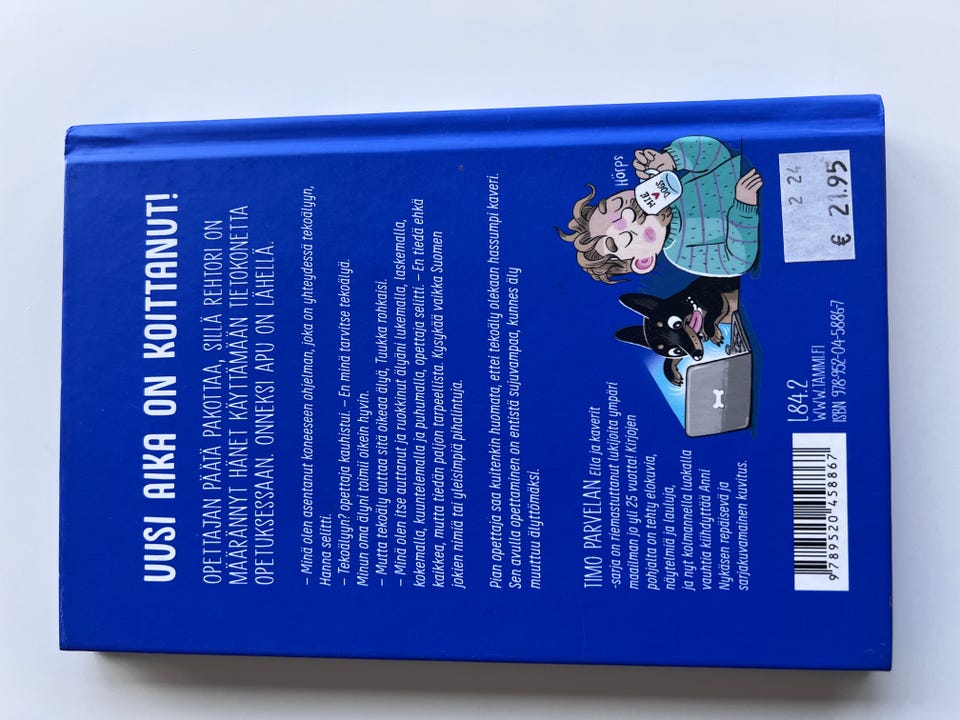 UUSI AIKA ON KOITTANUT!
OPETTAJAN PÄÄTÄ PAKOTTAA, SILLÄ REHTORI ON
MÄÄRÄNNYT HÄNET KÄYTTÄMÄÄN TIETOKONETTA
OPETUKSESSAAN. ONNEKSI APU ON LÄHELLÄ.
– Minä olen asentanut koneeseen ohjelman, joka on yhteydessä tekoälyyn,
Hanna selitti.
– Tekoälyyn? opettaja kauhistui. – En minä tarvitse tekoälyä.
Minun oma älyni toimii oikein hyvin.
– Mutta tekoäly auttaa sitä oikeaa älyä, Tuukka rohkaisi.
– Minä olen itse auttanut ja ruokkinut älyäni lukemalla, laskemalla,
kokemalla, kuuntelemalla ja puhumalla, opettaja selitti. – En tiedä ehkä
kaikkea, mutta tiedän paljon tarpeellista. Kysykää vaikka Suomen
jokien nimiä tai yleisimpiä pihalintuja.
Pian opettaja saa kuitenkin huomata, ettei tekoäly olekaan hassumpi kaveri.
Sen avulla opettaminen on entistä sujuvampaa, kunnes äly
muuttuu älyttömäksi.
TIMO PARVELAN Ella ja kaverit
-sarja on riemastuttanut lukijoita ympäri
maailman jo yli 25 vuotta! Kirjojen
pohjalta on tehty elokuvia,
näytelmiä ja lauluja,
ja nyt kolmannella luokalla
vauhtia kiihdyttää Anni
Nykäsen repäisevä ja
sarjakuvamainen kuvitus.
MIE
♥
DOGS
Hörps
L84.2
WWW.TAMMI.FI
ISBN 978-952-04-5886-7
9 789520 458867
2 24
€ 21.95